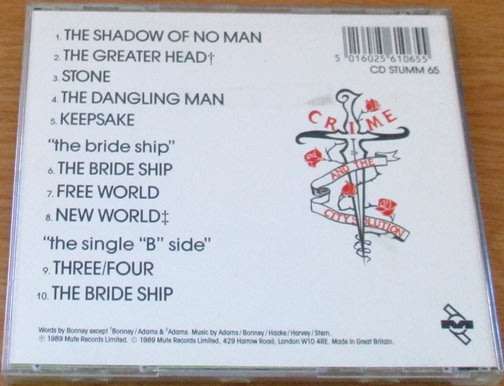 1. THE SHADOW OF NO MAN
2. THE GREATER HEAD†
3. STONE
4. THE DANGLING MAN
5. KEEPSAKE
"the bride ship"
6. THE BRIDE SHIP
7. FREE WORLD
8. NEW WORLD‡
"the single "B" side"
9. THREE/FOUR
10. THE BRIDE SHIP
5 016025 610655
CD STUMM 65
CRIME
AND THE
CITY SOLUTION
Words by Bonney except †Bonney/Adams & ‡Adams. Music by Adams/Bonney/Hacke/Harvey/Stern.
℗ 1989 Mute Records Limited. © 1989 Mute Records Limited, 429 Harrow Road, London W10 4RE. Made in Great Britain.